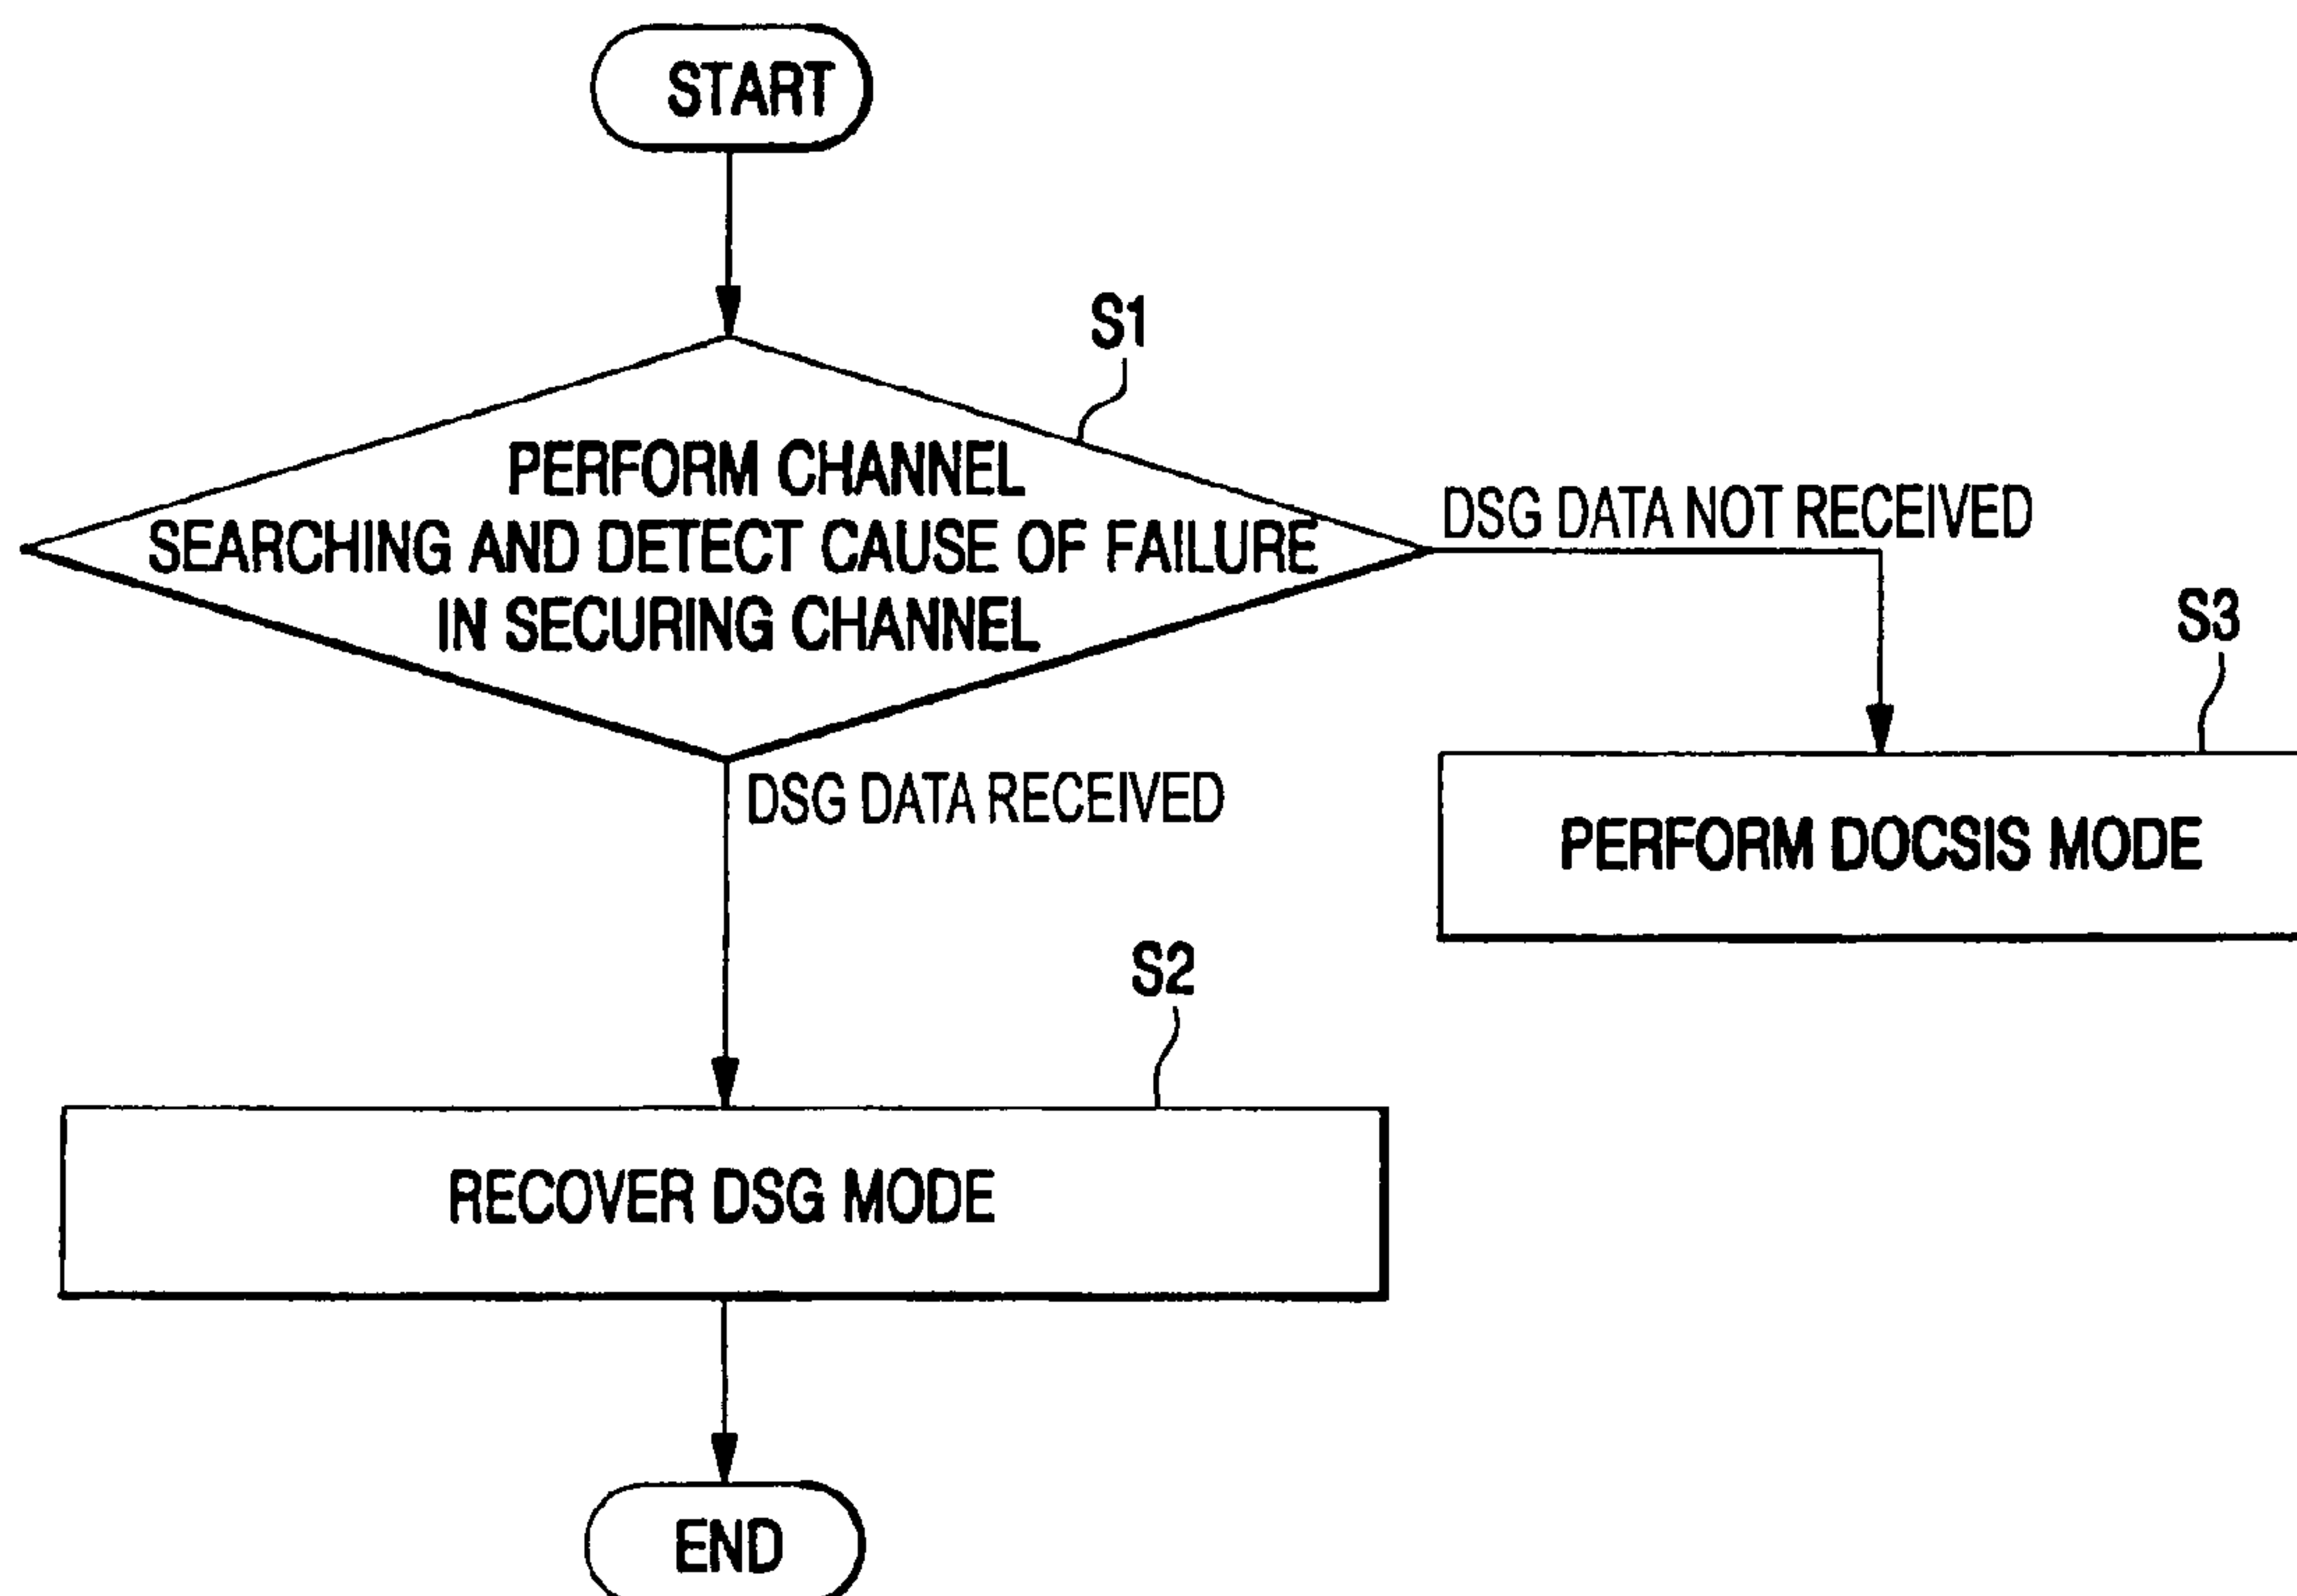 START
S1
PERFORM CHANNEL
SEARCHING AND DETECT CAUSE OF FAILURE
IN SECURING CHANNEL
DSG DATA NOT RECEIVED
S3
DSG DATA RECEIVED
PERFORM DOCSIS MODE
S2
RECOVER DSG MODE
END